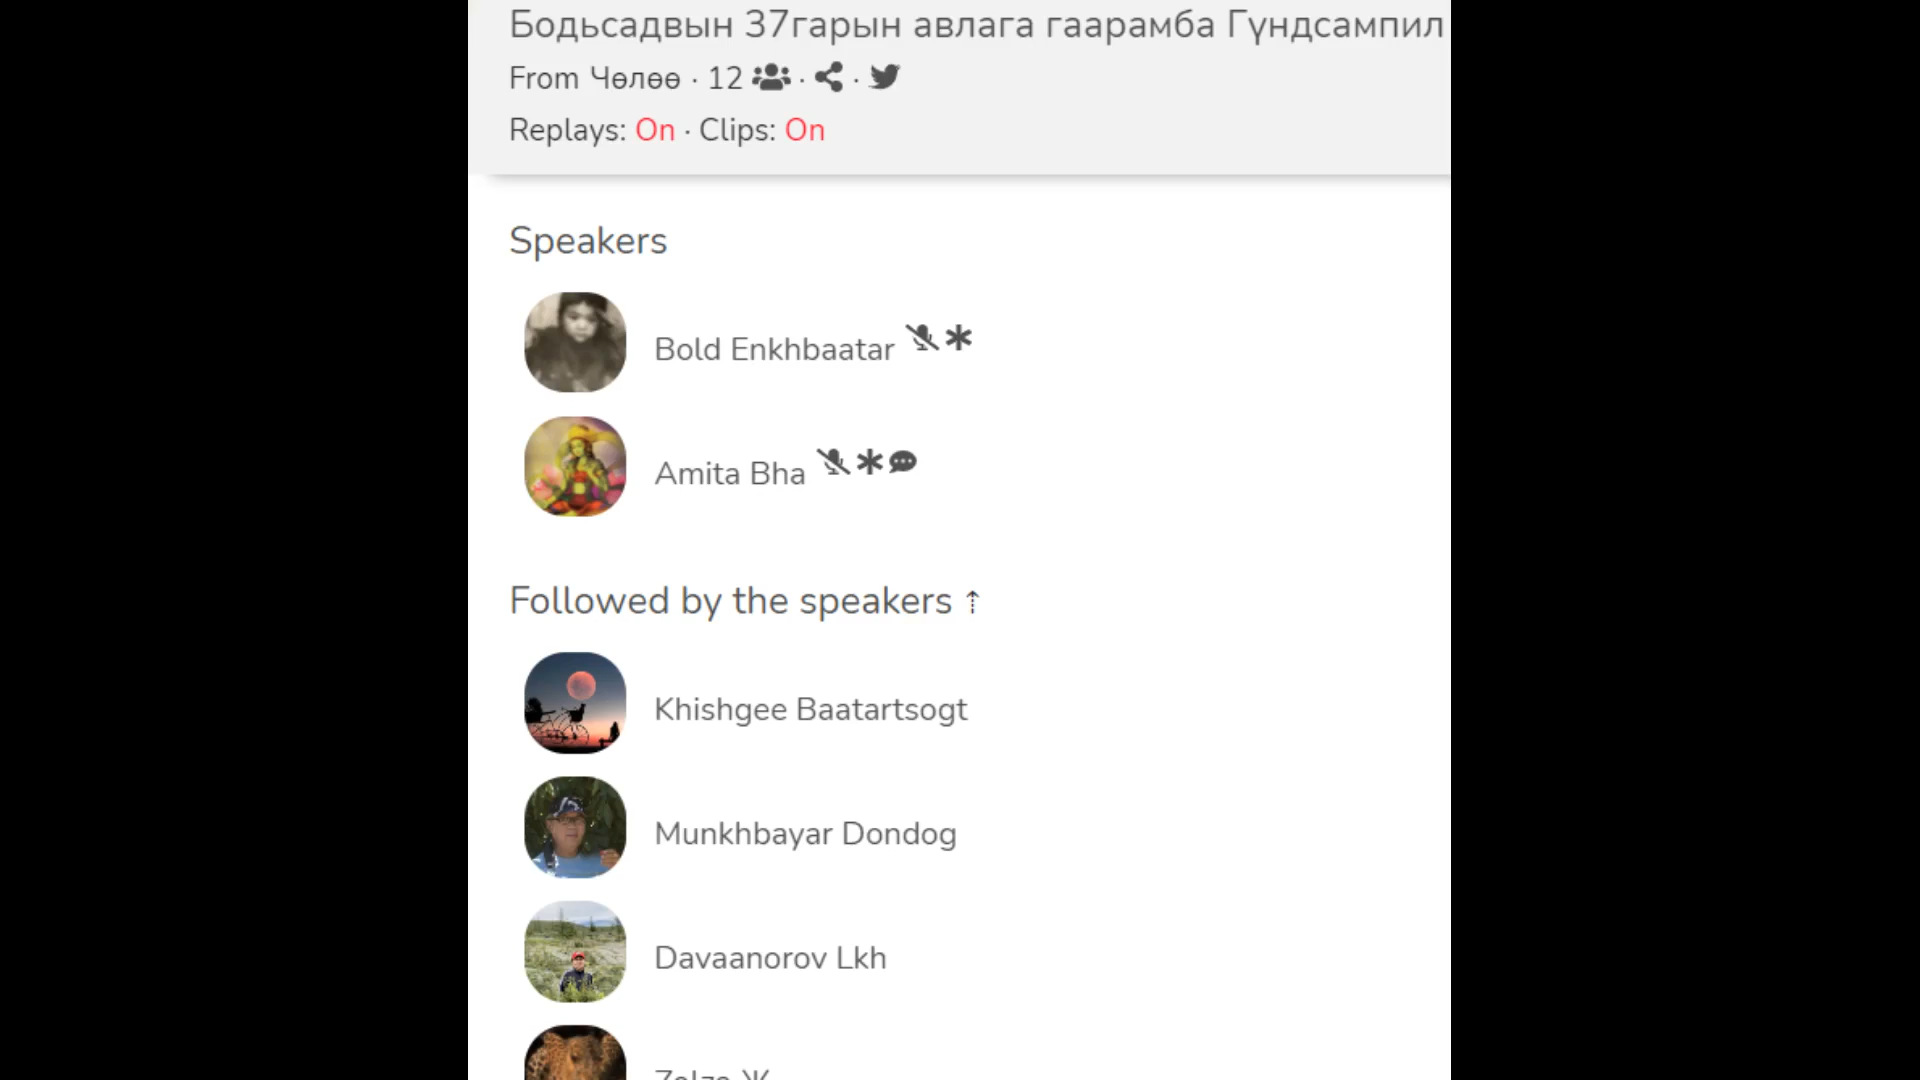 Бодьсадвын 37гарын авлага гаарамба Гүндсампил
From Чөлөө · 12 · ·
Replays: On · Clips: On
Speakers
Bold Enkhbaatar
Amita Bha
Followed by the speakers ⇡
Khishgee Baatartsogt
Munkhbayar Dondog
Davaanorov Lkh